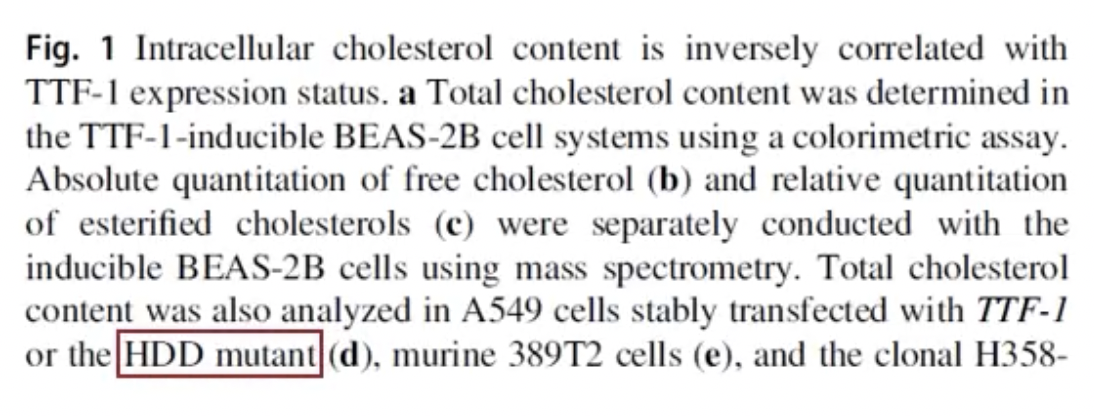 Fig. 1 Intracellular cholesterol content is inversely correlated with
TTF-1 expression status. a Total cholesterol content was determined in
the TTF-1-inducible BEAS-2B cell systems using a colorimetric assay.
Absolute quantitation of free cholesterol (b) and relative quantitation
of esterified cholesterols (c) were separately conducted with the
inducible BEAS-2B cells using mass spectrometry. Total cholesterol
content was also analyzed in A549 cells stably transfected with TTF-1
or the HDD mutant (d), murine 389T2 cells (e), and the clonal H358-